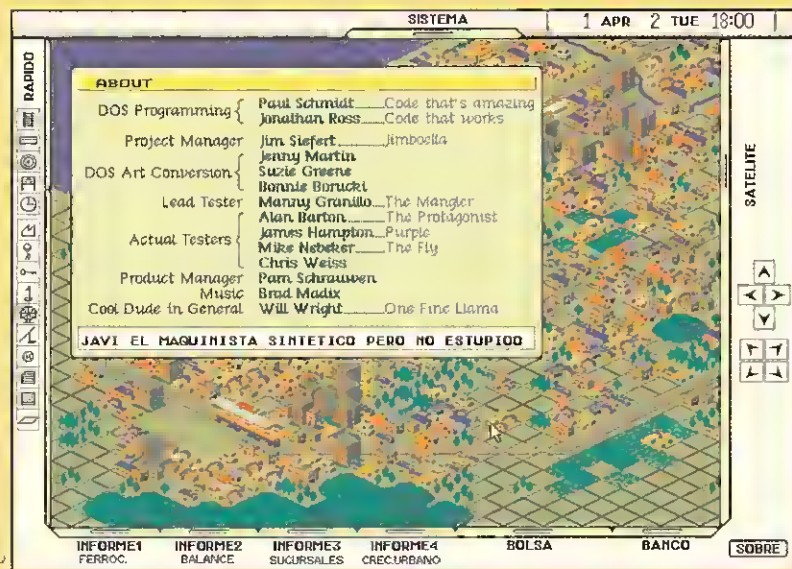 SISTEMA
1 APR 2 TUE 18:00
RAPIDO
ABOUT
DOS Programming { Paul Schmidt Code that's amazing
Jonathan Ross Code that works
Project Manager Jim Siefert Jimboella
DOS Art Conversion { Jenny Martin
Suzie Greene
Bonnie Borucki
Lead Tester Manny Granillo The Mangler
Actual Testers { Alan Barton The Protagonist
James Hampton Purple
Mike Nebeker The Fly
Chris Weiss
Product Manager Pam Schrauwen
Music Brad Madix
Cool Dude in General Will Wright One Fine Llama
JAVI EL MAQUINISTA SINTETICO PERO NO ESTUPIDO
SATELITE
INFORME1 INFORME2 INFORME3 INFORME4 BOLSA BANCO SOBRE
FERROC. BALANCE SUCURSALES CREC.URBANO